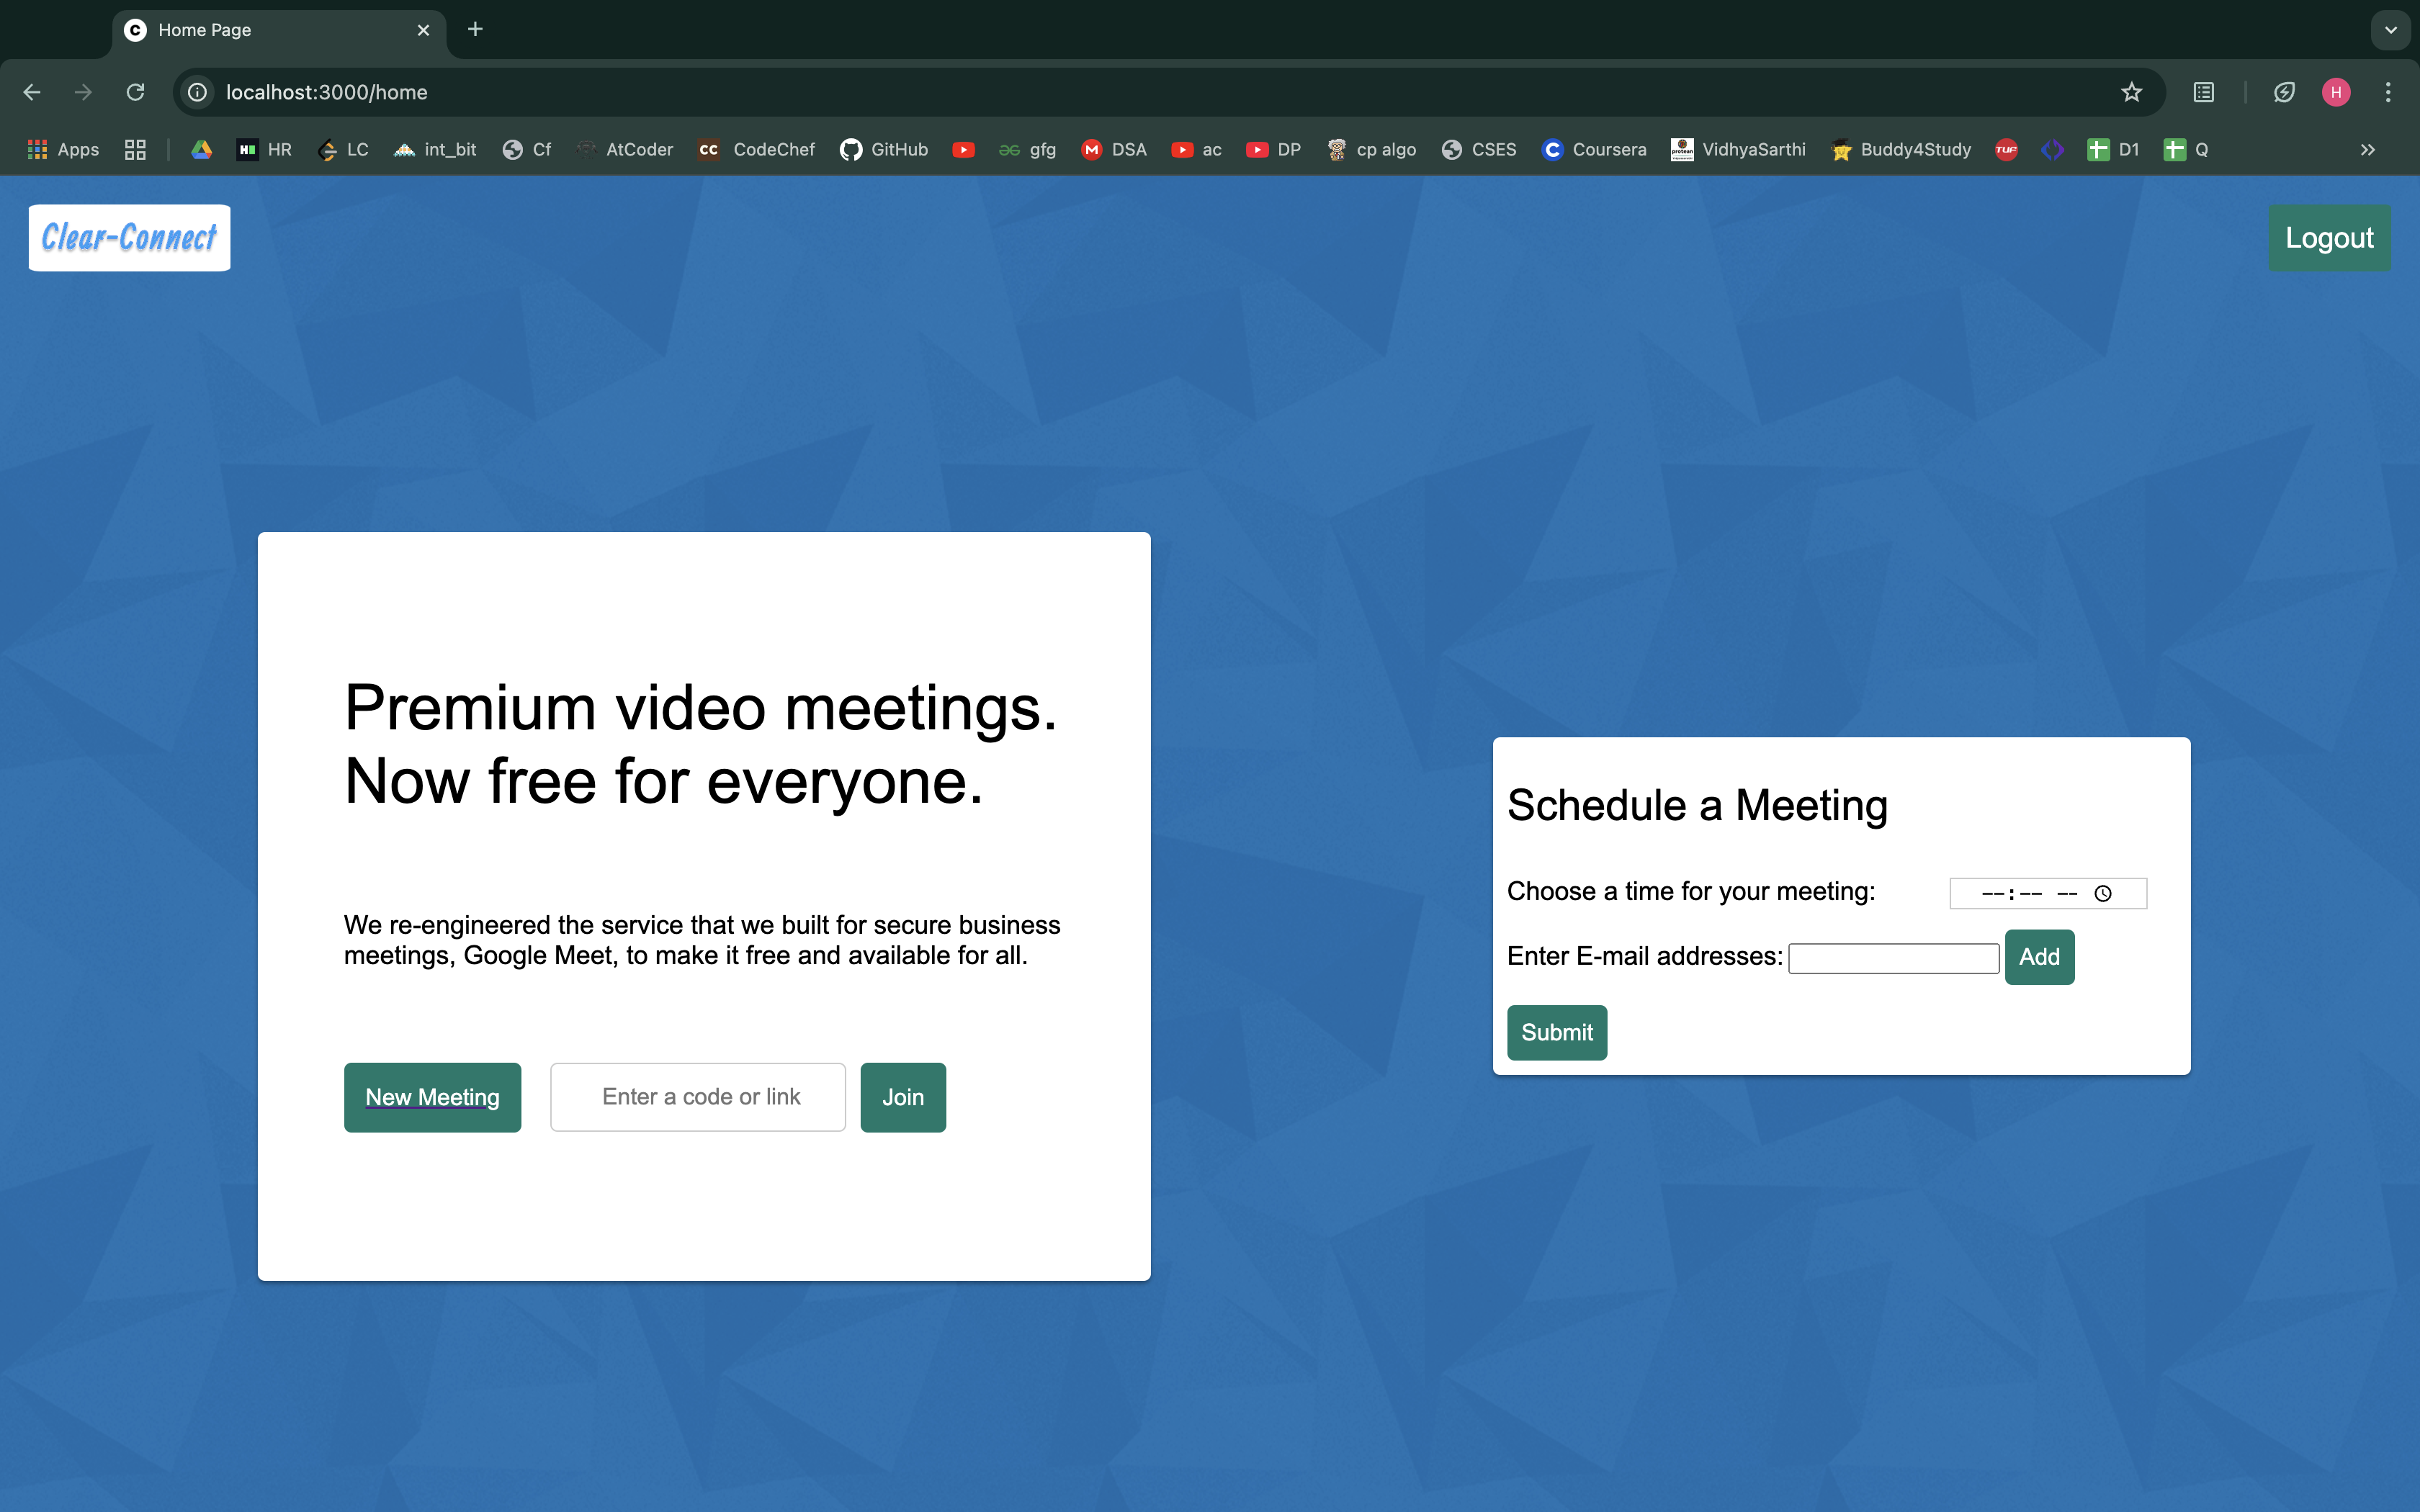 Home Page
localhost:3000/home
Apps HR LC int_bit Cf AtCoder CC CodeChef GitHub gfg M DSA ac DP cp algo CSES C Coursera VidhyaSarthi Buddy4Study TUF D1 Q
Clear-Connect
Logout
Premium video meetings.
Now free for everyone.
We re-engineered the service that we built for secure business
meetings, Google Meet, to make it free and available for all.
New Meeting Enter a code or link Join
Schedule a Meeting
Choose a time for your meeting: --:-- --
Enter E-mail addresses: Add
Submit